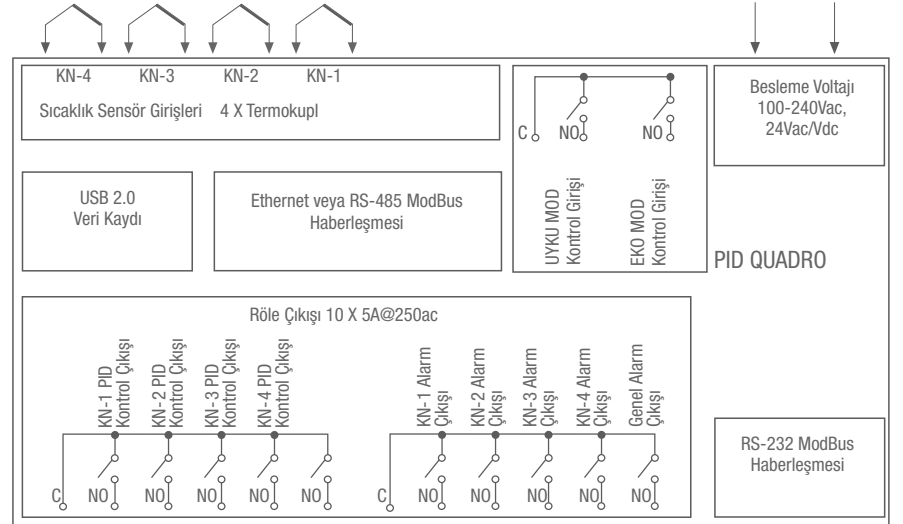 KN-4 KN-3 KN-2 KN-1
Sıcaklık Sensör Girişleri 4 X Termokupl
C NO NO
UYKU MOD
Kontrol Girişi
EKO MOD
Kontrol Girişi
Besleme Voltajı
100-240Vac,
24Vac/Vdc
USB 2.0
Veri Kaydı
Ethernet veya RS-485 ModBus
Haberleşmesi
PID QUADRO
Röle Çıkışı 10 X 5A@250ac
KN-1 PID
Kontrol Çıkışı
KN-2 PID
Kontrol Çıkışı
KN-3 PID
Kontrol Çıkışı
KN-4 PID
Kontrol Çıkışı
KN-1 Alarm
Çıkışı
KN-2 Alarm
Çıkışı
KN-3 Alarm
Çıkışı
KN-4 Alarm
Çıkışı
Genel Alarm
Çıkışı
C NO NO NO NO NO C NO NO NO NO NO
RS-232 ModBus
Haberleşmesi